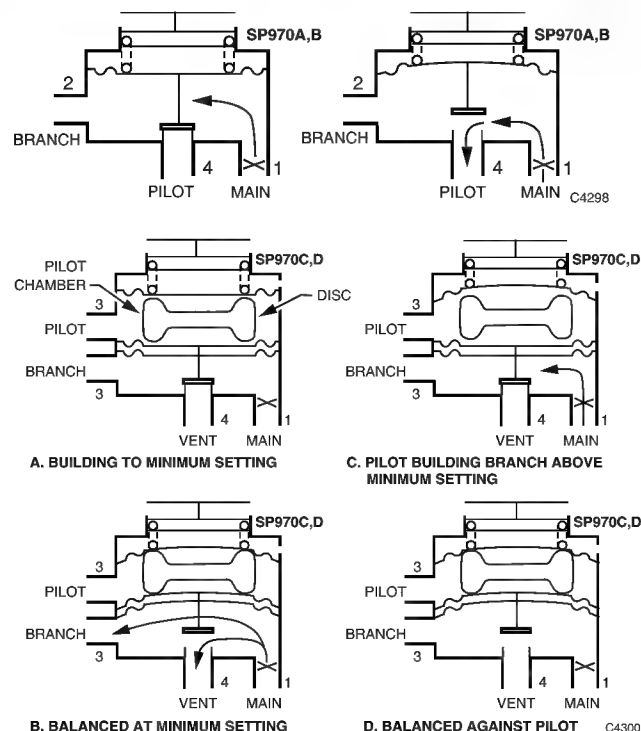 SP970A,B
2
BRANCH
4
1
PILOT
MAIN
SP970A,B
2
BRANCH
4
1
PILOT
MAIN
C4298
SP970C,D
PILOT
CHAMBER
DISC
3
PILOT
BRANCH
3
4
1
VENT
MAIN
A. BUILDING TO MINIMUM SETTING
SP970C,D
3
PILOT
BRANCH
3
4
1
VENT
MAIN
C. PILOT BUILDING BRANCH ABOVE
MINIMUM SETTING
SP970C,D
3
PILOT
BRANCH
3
4
1
VENT
MAIN
B. BALANCED AT MINIMUM SETTING
SP970C,D
3
PILOT
BRANCH
3
4
1
VENT
MAIN
D. BALANCED AGAINST PILOT
C4300